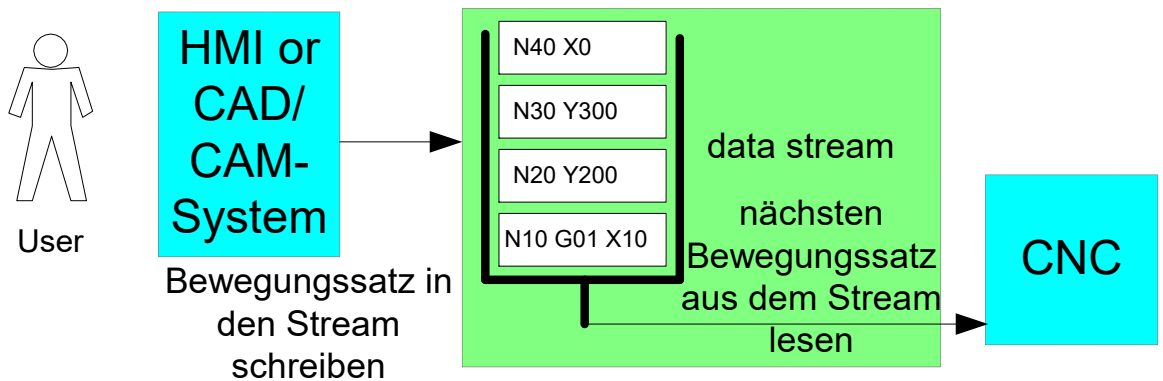 User
HMI or
CAD/
CAM-
System
Bewegungssatz in
den Stream
schreiben
N40 X0
N30 Y300
N20 Y200
N10 G01 X10
data stream
nächsten
Bewegungssatz
aus dem Stream
lesen
CNC